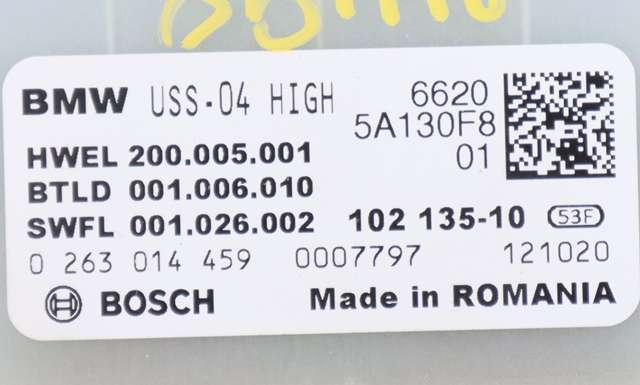 BMW USS-04 HIGH 6620
5A130F8
01
HWEL 200.005.001
BTLD 001.006.010
SWFL 001.026.002 102 135-10 53F
0 263 014 459 0007797 121020
BOSCH Made in ROMANIA